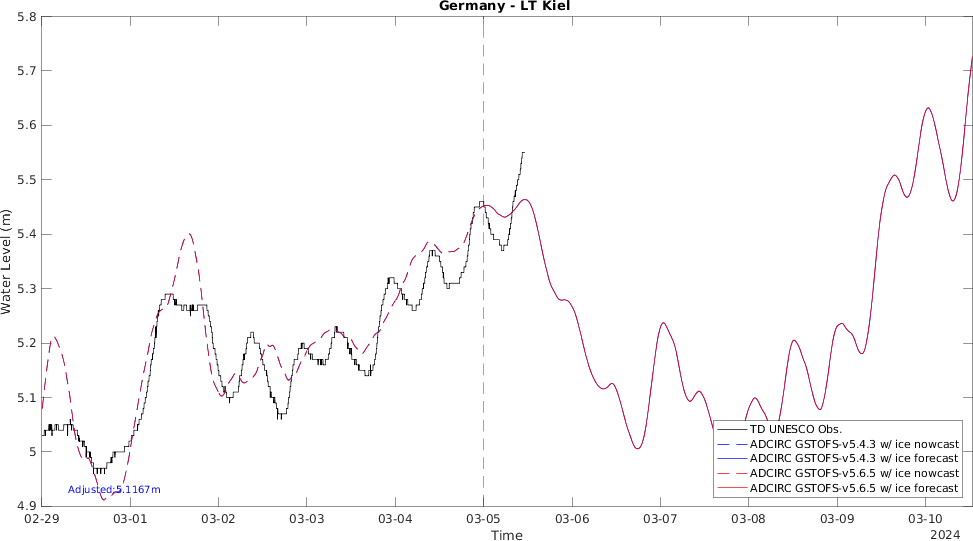 Germany - LT Kiel
5.8
5.7
5.6
5.5
5.4
5.3
5.2
5.1
5
4.9
Water Level (m)
Adjusted:5.1167m
TD UNESCO Obs.
ADCIRC GSTOFS-v5.4.3 w/ ice nowcast
ADCIRC GSTOFS-v5.4.3 w/ ice forecast
ADCIRC GSTOFS-v5.6.5 w/ ice nowcast
ADCIRC GSTOFS-v5.6.5 w/ ice forecast
02-29 03-01 03-02 03-03 03-04 03-05 03-06 03-07 03-08 03-09 03-10
Time
2024